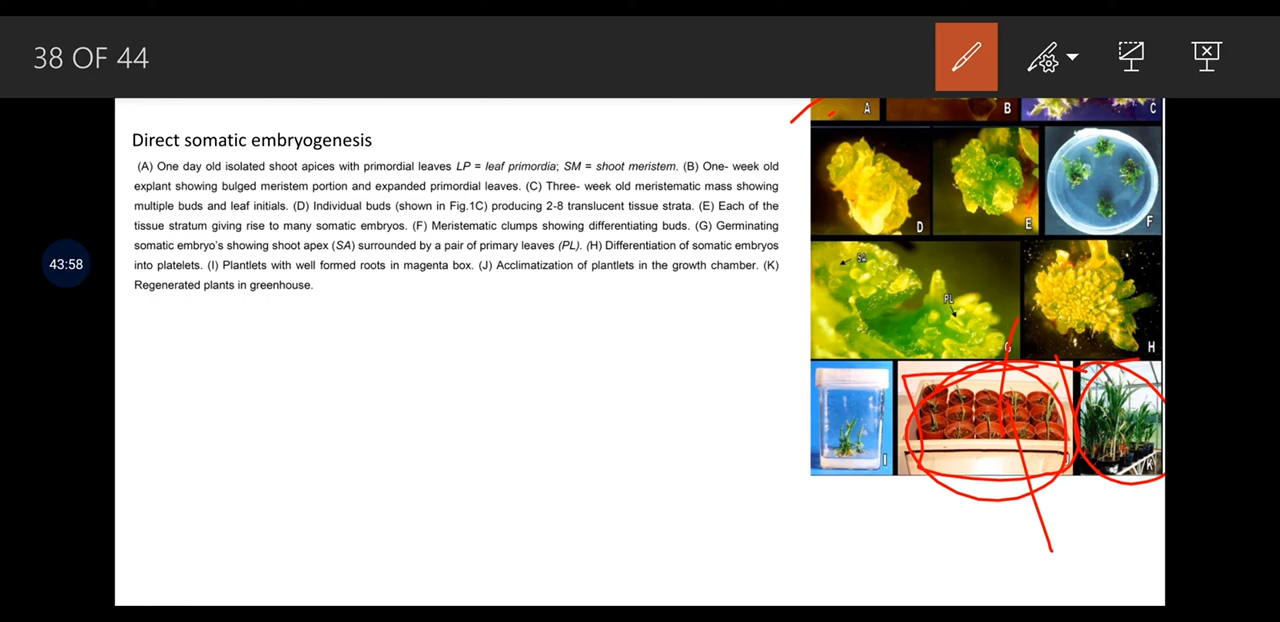 38 OF 44
A
B
C
Direct somatic embryogenesis
(A) One day old isolated shoot apices with primordial leaves LP = leaf primordia; SM = shoot meristem. (B) One- week old
explant showing bulged meristem portion and expanded primordial leaves. (C) Three- week old meristematic mass showing
multiple buds and leaf initials. (D) Individual buds (shown in Fig.1C) producing 2-8 translucent tissue strata. (E) Each of the
tissue stratum giving rise to many somatic embryos. (F) Meristematic clumps showing differentiating buds. (G) Germinating
somatic embryo's showing shoot apex (SA) surrounded by a pair of primary leaves (PL). (H) Differentiation of somatic embryos
into platelets. (I) Plantlets with well formed roots in magenta box. (J) Acclimatization of plantlets in the growth chamber. (K)
Regenerated plants in greenhouse.
43:58
D
E
F
SA
PL
G
H
I
J
K